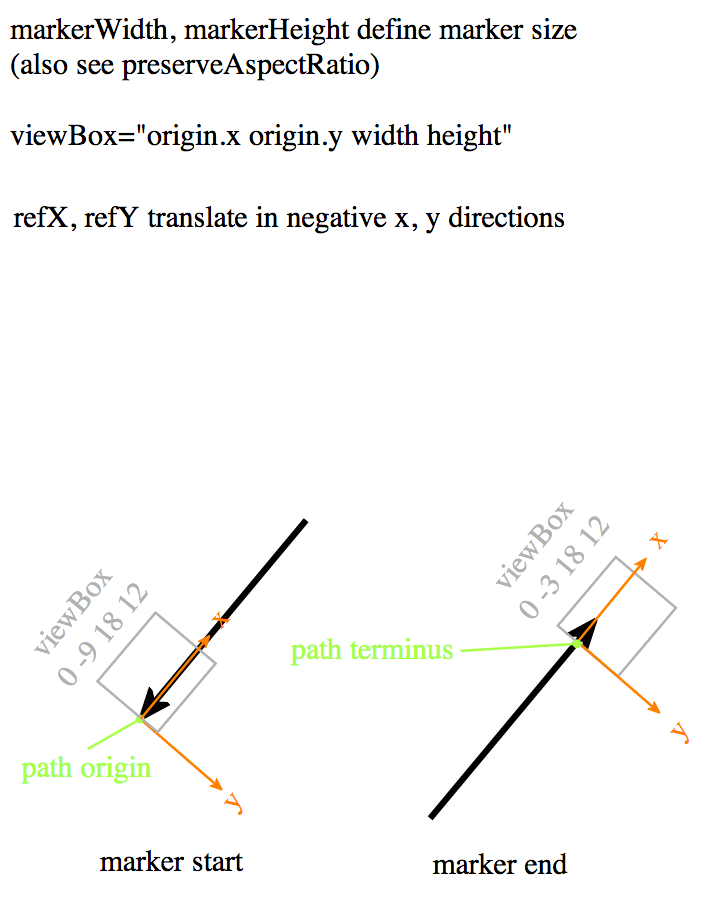 markerWidth, markerHeight define marker size
(also see preserveAspectRatio)
viewBox="origin.x origin.y width height"
refX, refY translate in negative x, y directions
viewBox
0 -9 18 12
x
y
path origin
marker start
viewBox
0 -3 18 12
x
path terminus
y
marker end